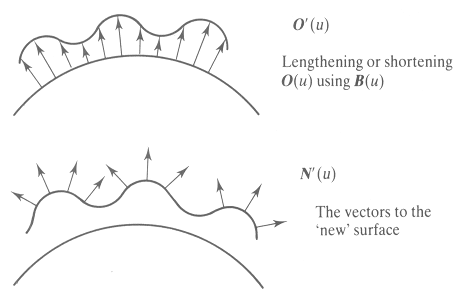 O′(u)
Lengthening or shortening
O(u) using B(u)
N′(u)
The vectors to the
'new' surface